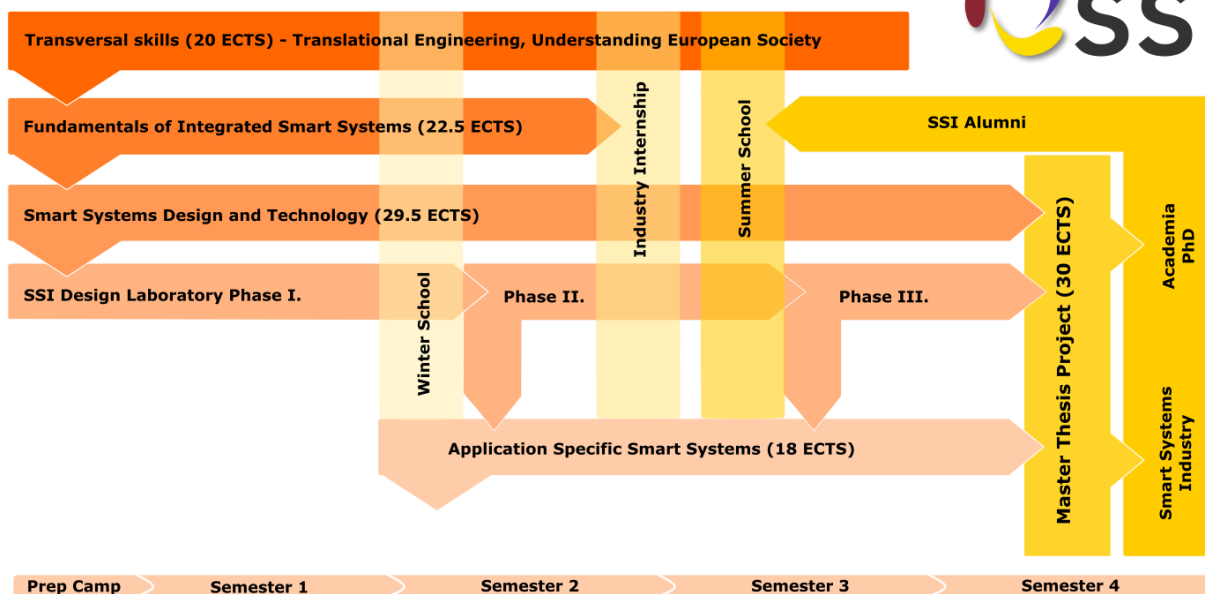 SS
Transversal skills (20 ECTS) - Translational Engineering, Understanding European Society
Fundamentals of Integrated Smart Systems (22.5 ECTS)
SSI Alumni
Industry Internship
Summer School
Smart Systems Design and Technology (29.5 ECTS)
SSI Design Laboratory Phase I.
Winter School
Phase II.
Phase III.
Master Thesis Project (30 ECTS)
Academia
PhD
Smart Systems
Industry
Application Specific Smart Systems (18 ECTS)
Prep Camp
Semester 1
Semester 2
Semester 3
Semester 4